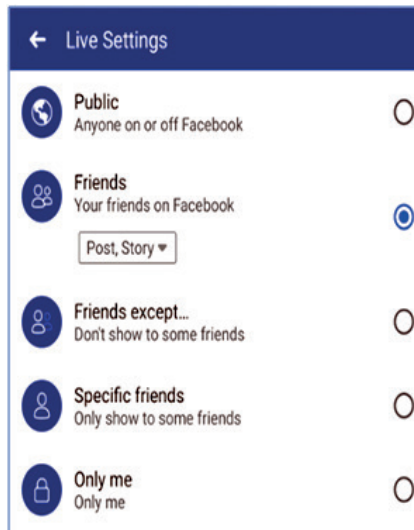 Live Settings
Public
Anyone on or off Facebook
Friends
Your friends on Facebook
Post, Story
Friends except...
Don't show to some friends
Specific friends
Only show to some friends
Only me
Only me